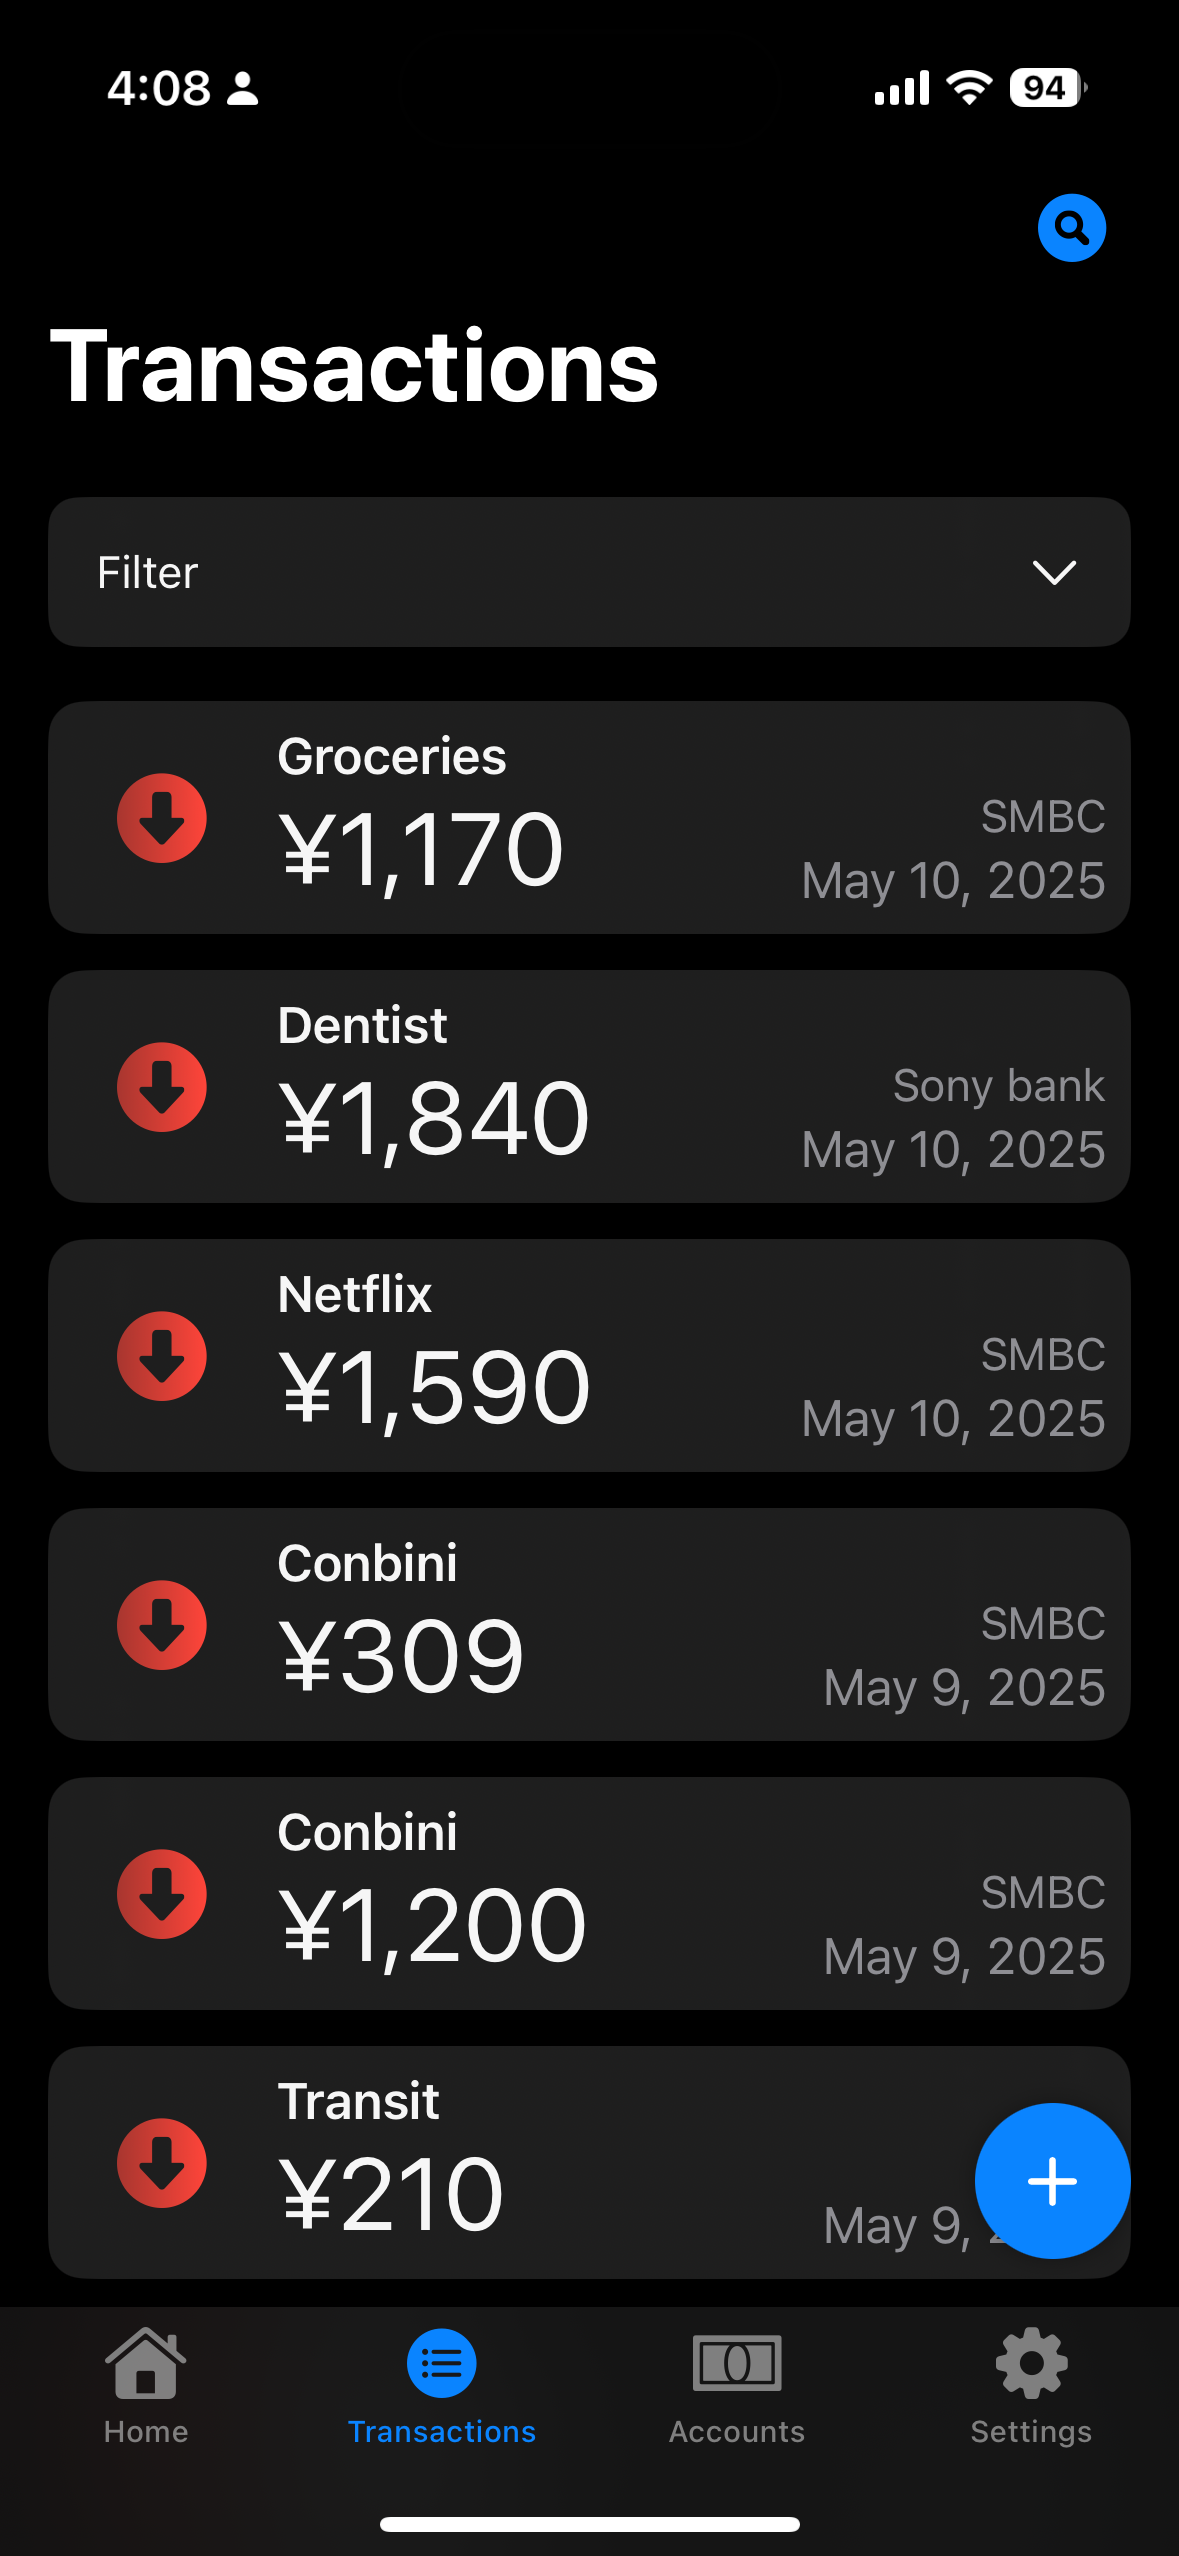 4:08
94
Transactions
Filter
Groceries
¥1,170
SMBC
May 10, 2025
Dentist
¥1,840
Sony bank
May 10, 2025
Netflix
¥1,590
SMBC
May 10, 2025
Conbini
¥309
SMBC
May 9, 2025
Conbini
¥1,200
SMBC
May 9, 2025
Transit
¥210
May 9,
Home
Transactions
Accounts
Settings